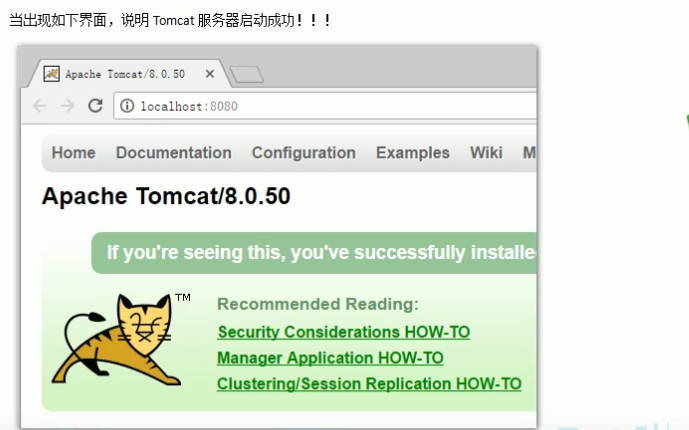 当出现如下界面，说明 Tomcat 服务器启动成功！！！
Apache Tomcat/8.0.50
localhost:8080
Home Documentation Configuration Examples Wiki M
Apache Tomcat/8.0.50
If you're seeing this, you've successfully installe
TM
Recommended Reading:
Security Considerations HOW-TO
Manager Application HOW-TO
Clustering/Session Replication HOW-TO